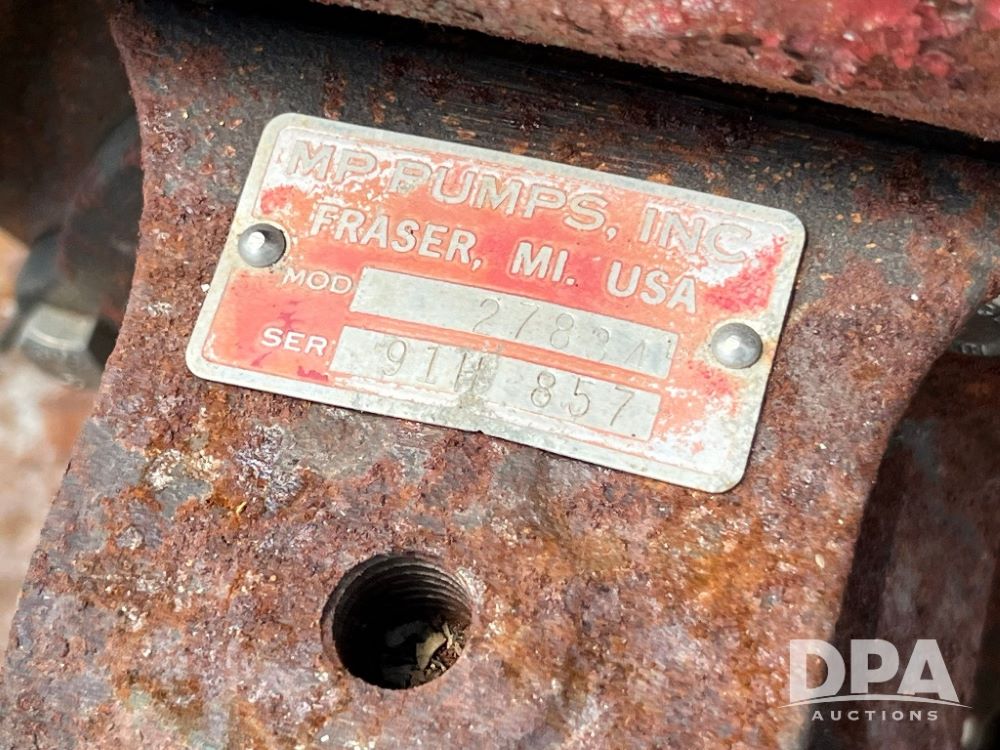 MP PUMPS, INC
FRASER, MI. USA
MOD
SER 857
DPA
AUCTIONS